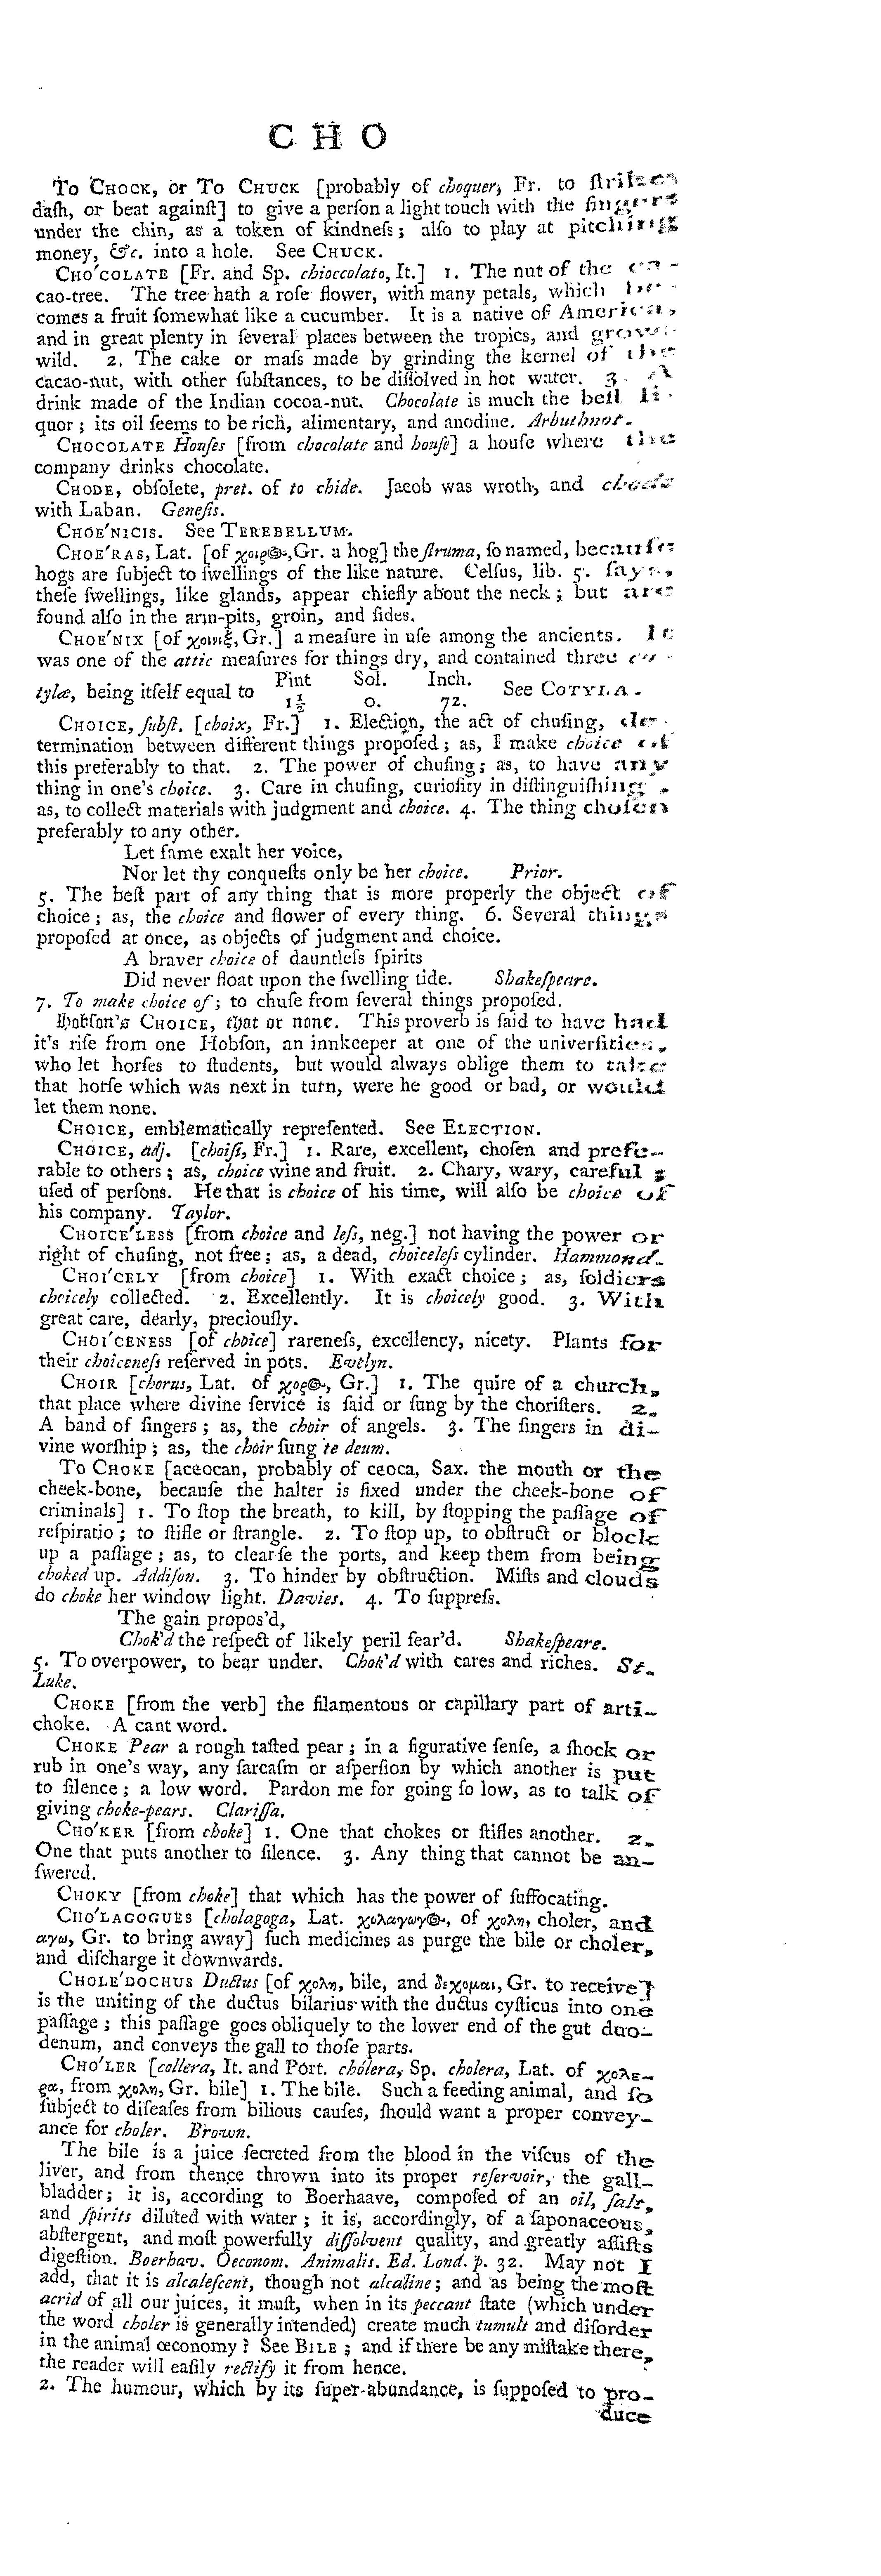 C H O
To CHOCK, or To CHUCK [probably of choquer, Fr. to ſtrike,
daſh, or beat againſt] to give a perſon a light touch with the fingers
under the chin, as a token of kindneſs; alſo to play at pitching
money, &c. into a hole. See CHUCK.
CHO'COLATE [Fr. and Sp. chioccolato, It.] 1. The nut of the ca-
cao-tree. The tree hath a roſe flower, with many petals, which be-
comes a fruit ſomewhat like a cucumber. It is a native of America,
and in great plenty in ſeveral places between the tropics, and grows
wild. 2. The cake or maſs made by grinding the kernel of the
cacao-nut, with other ſubſtances, to be diſſolved in hot water. 3. A
drink made of the Indian cocoa-nut. Chocolate is much the beſt li-
quor; its oil ſeems to be rich, alimentary, and anodine. Arbuthnot.
CHOCOLATE Houſes [from chocolate and houſe] a houſe where the
company drinks chocolate.
CHODE, obſolete, pret. of to chide. Jacob was wroth, and chode
with Laban. Geneſis.
CHOE'NICIS. See TEREBELLUM.
CHOE'RAS, Lat. [of χοιρ☉, Gr. a hog] the ſtruma, ſo named, becauſe
hogs are ſubject to ſwellings of the like nature. Celſus, lib. 5. ſays,
theſe ſwellings, like glands, appear chiefly about the neck; but are
found alſo in the arm-pits, groin, and ſides.
CHOE'NIX [of χοινιξ, Gr.] a meaſure in uſe among the ancients. It
was one of the attic meaſures for things dry, and contained three co-
Pint Sol. Inch.
tylæ, being itſelf equal to 1½ 0. 72. See COTYLA.
CHOICE, ſubſt. [choix, Fr.] 1. Election, the act of chuſing, de-
termination between different things propoſed; as, I make choice of
this preferably to that. 2. The power of chuſing; as, to have any
thing in one's choice. 3. Care in chuſing, curioſity in diſtinguiſhing;
as, to collect materials with judgment and choice. 4. The thing choſen
preferably to any other.
Let fame exalt her voice,
Nor let thy conqueſts only be her choice. Prior.
5. The beſt part of any thing that is more properly the object of
choice; as, the choice and flower of every thing. 6. Several things
propoſed at once, as objects of judgment and choice.
A braver choice of dauntleſs ſpirits
Did never float upon the ſwelling tide. Shakeſpeare.
7. To make choice of; to chuſe from ſeveral things propoſed.
Hobſon's CHOICE, that or none. This proverb is ſaid to have had
it's riſe from one Hobſon, an innkeeper at one of the univerſities,
who let horſes to ſtudents, but would always oblige them to take
that horſe which was next in turn, were he good or bad, or would
let them none.
CHOICE, emblematically repreſented. See ELECTION.
CHOICE, adj. [choiſi, Fr.] 1. Rare, excellent, choſen and prefe-
rable to others; as, choice wine and fruit. 2. Chary, wary, careful;
uſed of perſons. He that is choice of his time, will alſo be choice of
his company. Taylor.
CHOICE'LESS [from choice and leſs, neg.] not having the power or
right of chuſing, not free; as, a dead, choiceleſs cylinder. Hammond.
CHOI'CELY [from choice] 1. With exact choice; as, ſoldiers
choicely collected. 2. Excellently. It is choicely good. 3. With
great care, dearly, preciouſly.
CHOI'CENESS [of choice] rareneſs, excellency, nicety. Plants for
their choiceneſs reſerved in pots. Evelyn.
CHOIR [chorus, Lat. of χορ☉, Gr.] 1. The quire of a church,
that place where divine ſervice is ſaid or ſung by the choriſters. 2.
A band of ſingers; as, the choir of angels. 3. The ſingers in di-
vine worſhip; as, the choir ſung te deum.
To CHOKE [aceocan, probably of ceoca, Sax. the mouth or the
cheek-bone, becauſe the halter is fixed under the cheek-bone of
criminals] 1. To ſtop the breath, to kill, by ſtopping the paſſage of
reſpiratio; to ſtifle or ſtrangle. 2. To ſtop up, to obſtruct or block
up a paſſage; as, to clearſe the ports, and keep them from being
choked up. Addiſon. 3. To hinder by obſtruction. Miſts and clouds
do choke her window light. Davies. 4. To ſuppreſs.
The gain propos'd,
Chok'd the reſpect of likely peril fear'd. Shakeſpeare.
5. To overpower, to bear under. Chok'd with cares and riches. St.
Luke.
CHOKE [from the verb] the filamentous or capillary part of arti-
choke. A cant word.
CHOKE Pear a rough taſted pear; in a figurative ſenſe, a ſhock or
rub in one's way, any ſarcaſm or aſperſion by which another is put
to ſilence; a low word. Pardon me for going ſo low, as to talk of
giving choke-pears. Clariſſa.
CHO'KER [from choke] 1. One that chokes or ſtifles another. 2.
One that puts another to ſilence. 3. Any thing that cannot be an-
ſwered.
CHOKY [from choke] that which has the power of ſuffocating.
CHO'LAGOGUES [cholagoga, Lat. χολαγωγ☉, of χολη, choler, and
αγω, Gr. to bring away] ſuch medicines as purge the bile or choler,
and diſcharge it downwards.
CHOLE'DOCHUS Ductus [of χολη, bile, and δεχομαι, Gr. to receive]
is the uniting of the ductus bilarius with the ductus cyſticus into one
paſſage; this paſſage goes obliquely to the lower end of the gut duo-
denum, and conveys the gall to thoſe parts.
CHO'LER [collera, It. and Port. chólera, Sp. cholera, Lat. of χολε-
ρα, from χολη, Gr. bile] 1. The bile. Such a feeding animal, and ſo
ſubject to diſeaſes from bilious cauſes, ſhould want a proper convey-
ance for choler. Brown.
The bile is a juice ſecreted from the blood in the viſcus of the
liver, and from thence thrown into its proper reſervoir, the gall-
bladder; it is, according to Boerhaave, compoſed of an oil, ſalt,
and ſpirits diluted with water; it is, accordingly, of a ſaponaceous,
abſtergent, and moſt powerfully diſſolvent quality, and greatly aſſiſts
digeſtion. Boerhav. Oeconom. Animalis. Ed. Lond. p. 32. May not I
add, that it is alcaleſcent, though not alcaline; and as being the moſt
acrid of all our juices, it muſt, when in its peccant ſtate (which under
the word choler is generally intended) create much tumult and diſorder
in the animal œconomy? See BILE; and if there be any miſtake there,
the reader will eaſily rectify it from hence.
2. The humour, which by its ſuper-abundance, is ſuppoſed to pro-
duce